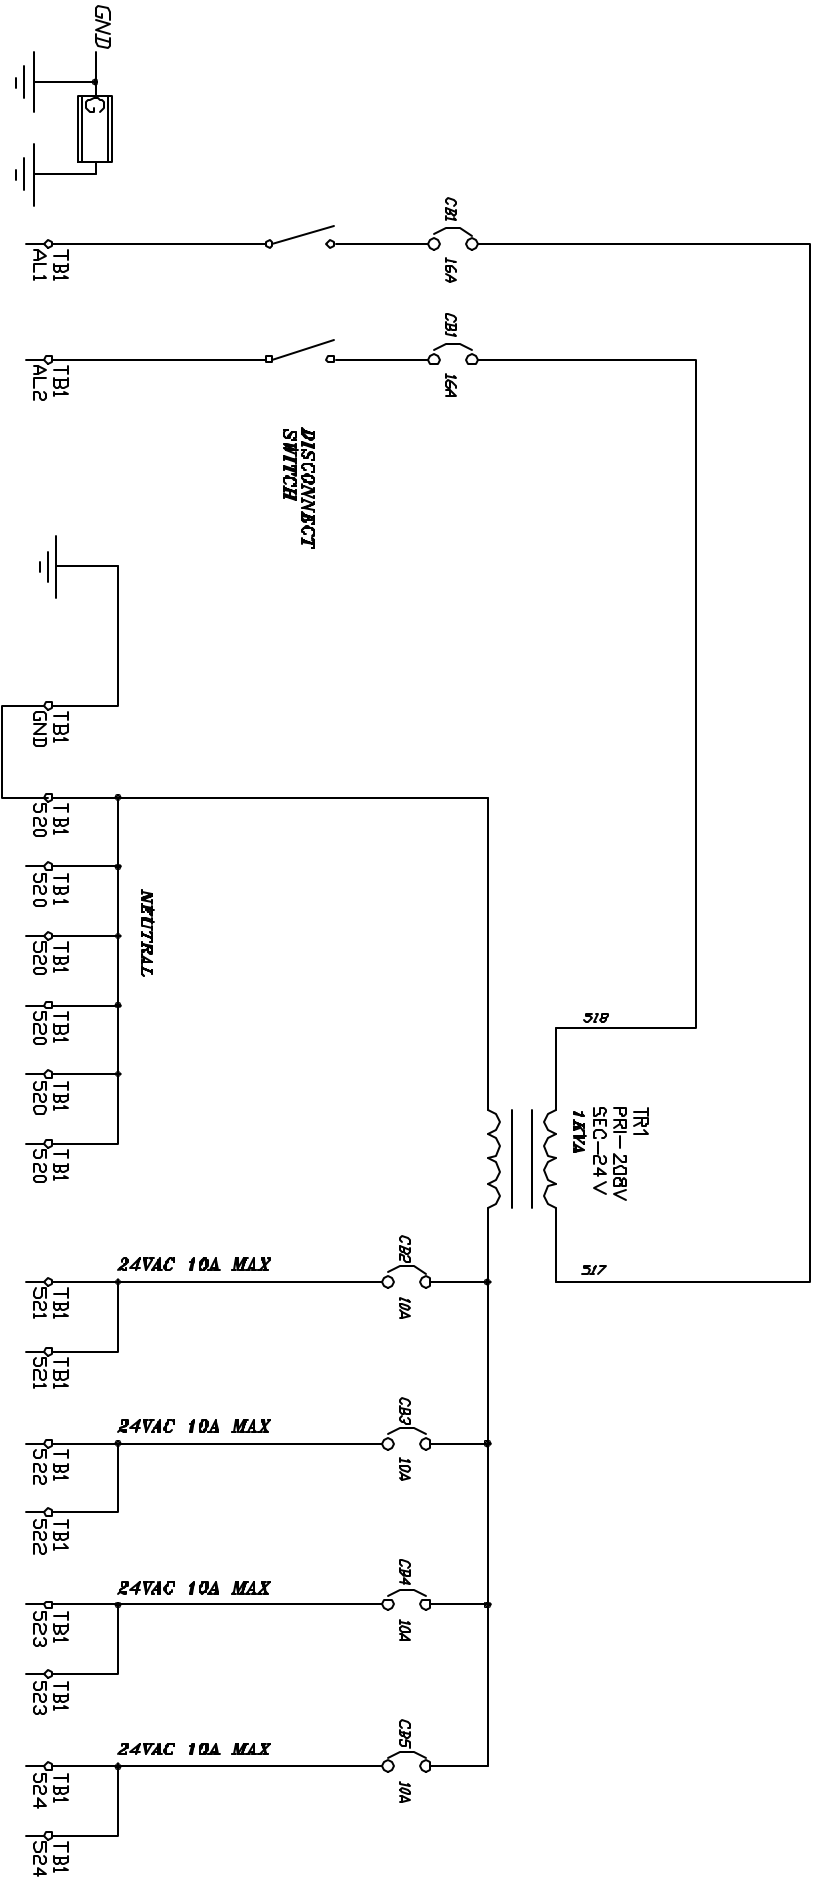 GND
G
TB1
AL1
CB1
16A
TB1
AL2
CB1
16A
DISCONNECT
SWITCH
TB1
GND
TB1
520
TB1
520
TB1
520
TB1
520
TB1
520
TB1
520
NEUTRAL
518
TR1
PRI-208V
SEC-24V
1KVA
517
24VAC 10A MAX
CB2
10A
TB1
521
TB1
521
24VAC 10A MAX
CB3
10A
TB1
522
TB1
522
24VAC 10A MAX
CB4
10A
TB1
523
TB1
523
24VAC 10A MAX
CB5
10A
TB1
524
TB1
524